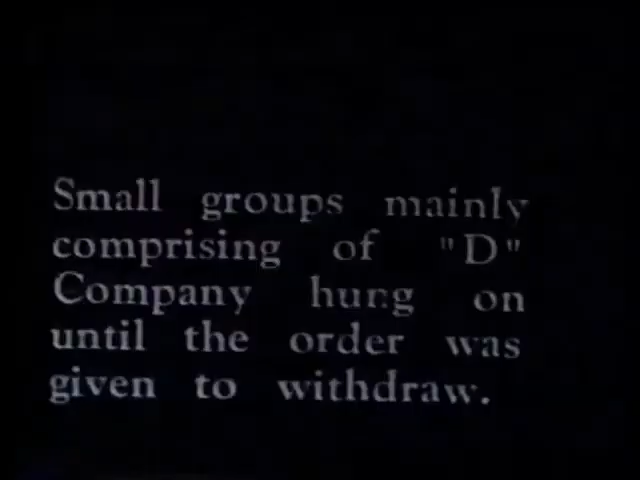 Small groups mainly
comprising of "D"
Company hung on
until the order was
given to withdraw.